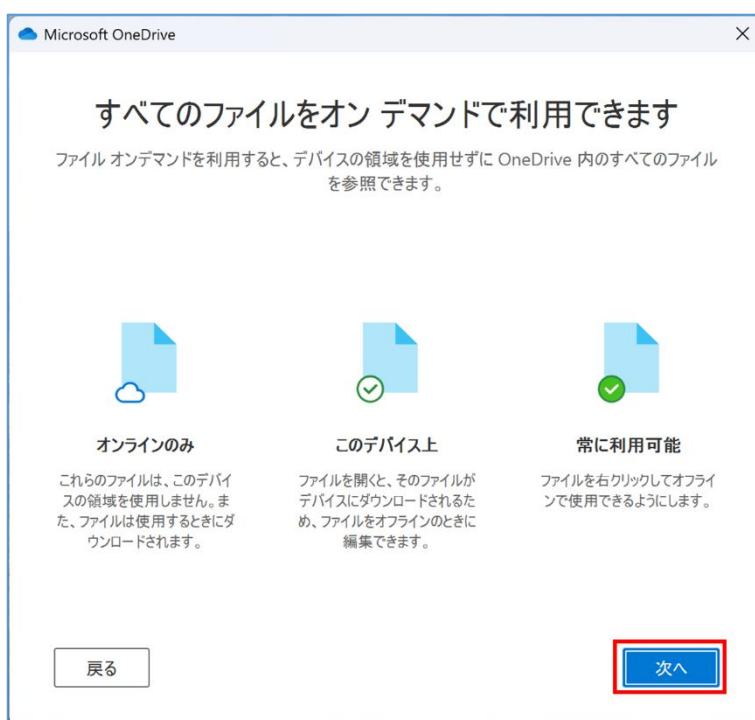 Microsoft OneDrive
すべてのファイルをオン デマンドで利用できます
ファイル オンデマンドを利用すると、デバイスの領域を使用せずに OneDrive 内のすべてのファイル
を参照できます。
オンラインのみ
これらのファイルは、このデバイ
スの領域を使用しません。ま
た、ファイルは使用するときにダ
ウンロードされます。
このデバイス上
ファイルを開くと、そのファイルが
デバイスにダウンロードされるた
め、ファイルをオフラインのときに
編集できます。
常に利用可能
ファイルを右クリックしてオフライ
ンで使用できるようにします。
戻る
次へ